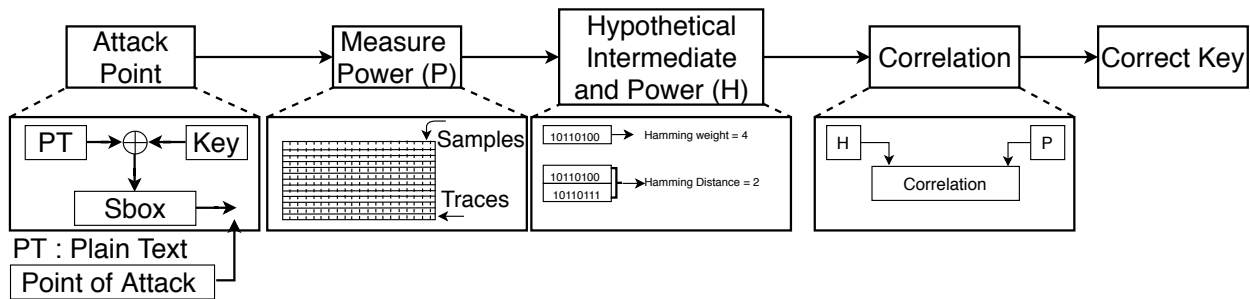 Attack
Point
Measure
Power (P)
Hypothetical
Intermediate
and Power (H)
Correlation
Correct Key
PT
Key
Sbox
PT : Plain Text
Point of Attack
Samples
Traces
10110100
Hamming weight = 4
10110100
10110111
Hamming Distance = 2
H
P
Correlation